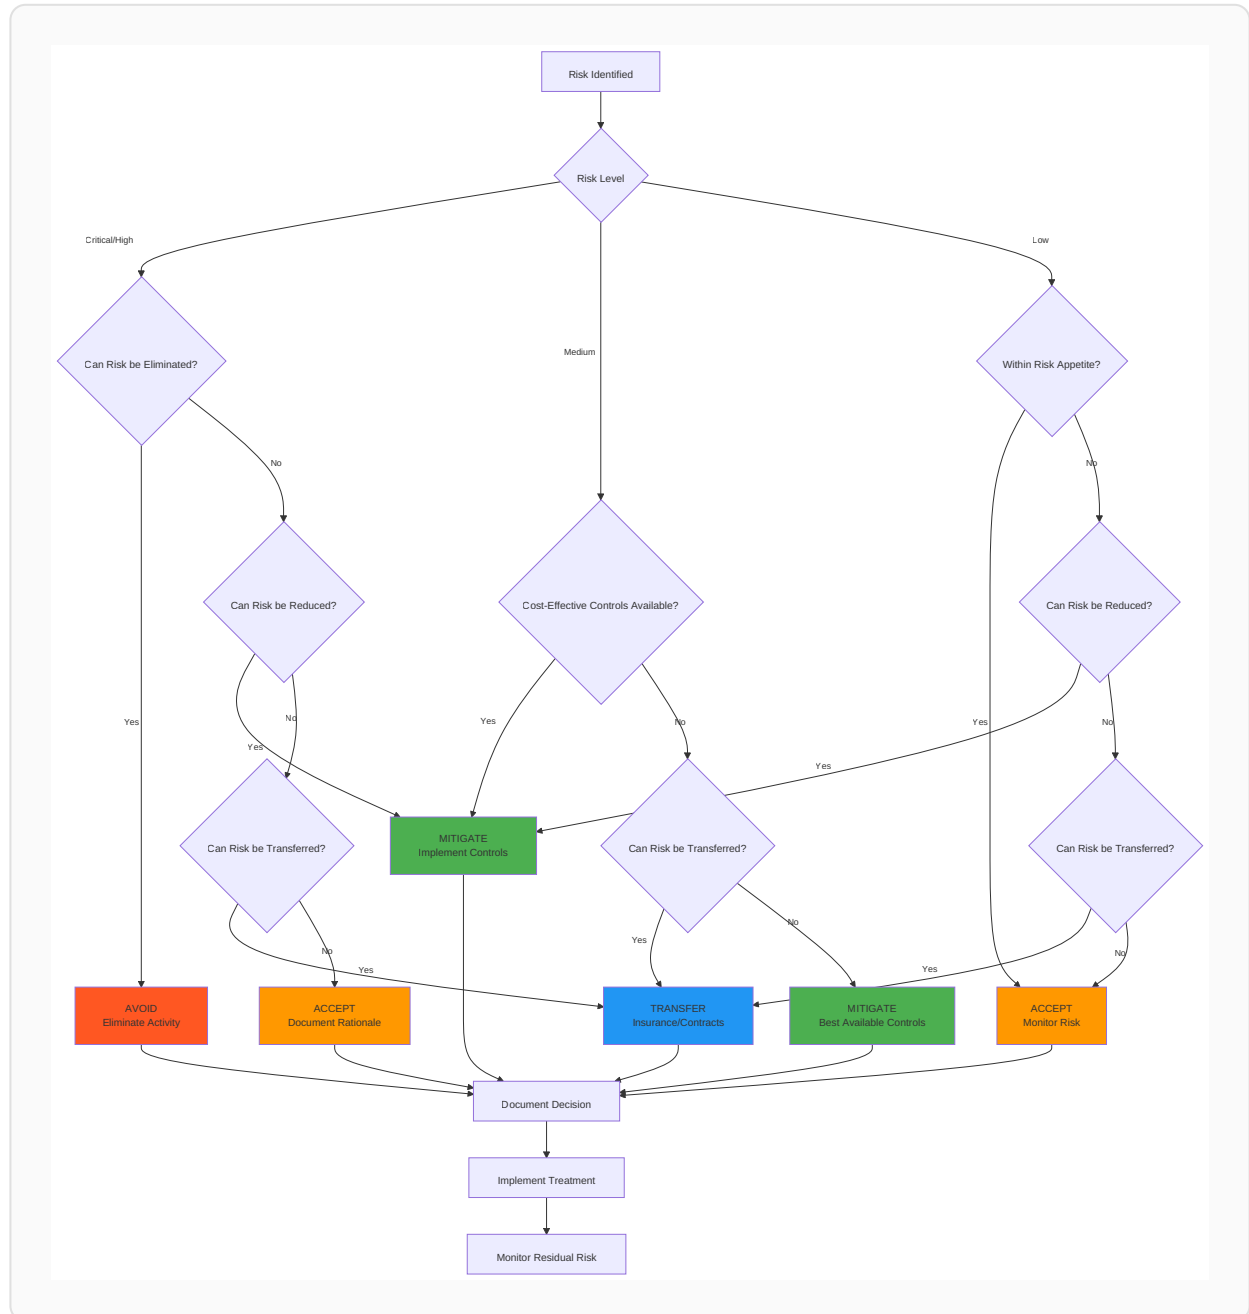 Risk Identified
Risk Level
Critical/High
Low
Medium
Can Risk be Eliminated?
Within Risk Appetite?
No
No
Can Risk be Reduced?
Cost-Effective Controls Available?
Can Risk be Reduced?
Yes
No
Yes
No
Yes
No
Yes
Yes
MITIGATE
Implement Controls
Can Risk be Transferred?
Can Risk be Transferred?
Can Risk be Transferred?
No
Yes
Yes
No
Yes
No
AVOID
Eliminate Activity
ACCEPT
Document Rationale
TRANSFER
Insurance/Contracts
MITIGATE
Best Available Controls
ACCEPT
Monitor Risk
Document Decision
Implement Treatment
Monitor Residual Risk